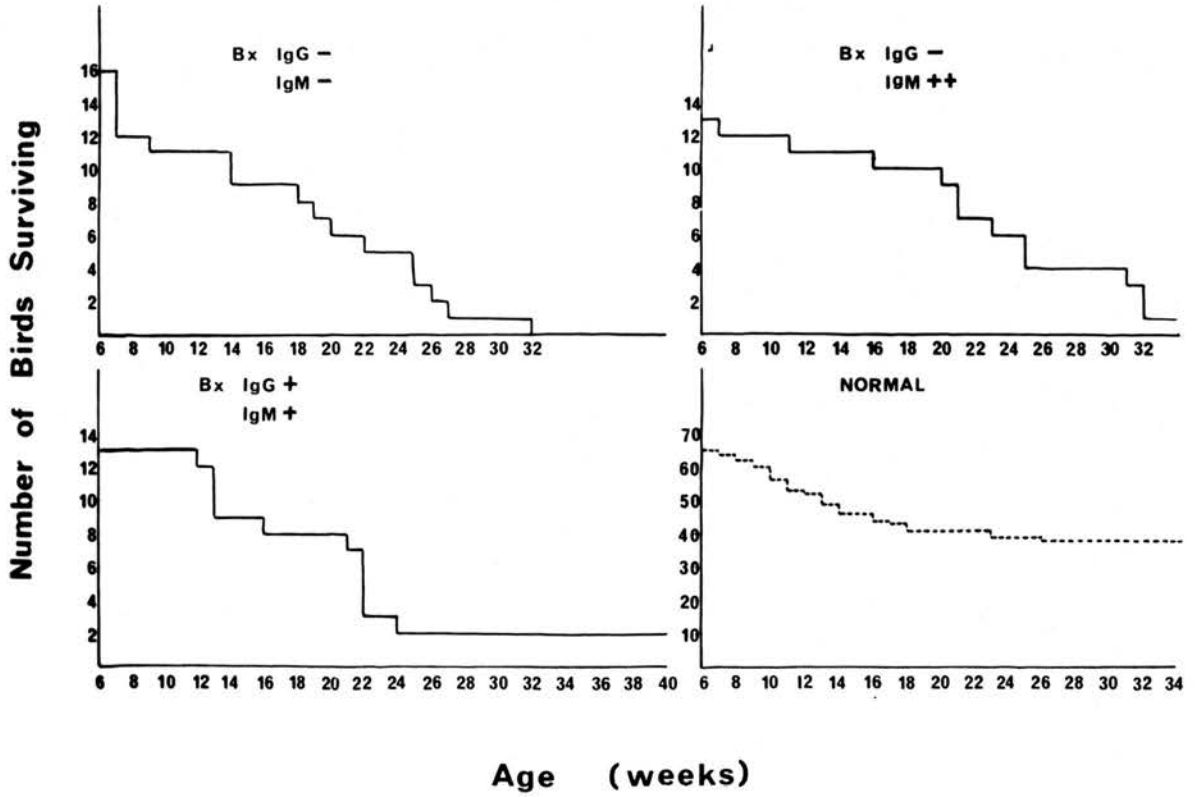 Number of Birds Surviving
Bx IgG −
IgM −
16
14
12
10
8
6
4
2
6 8 10 12 14 16 18 20 22 24 26 28 30 32
Bx IgG −
IgM ++
14
12
10
8
6
4
2
6 8 10 12 14 16 18 20 22 24 26 28 30 32
Bx IgG +
IgM +
14
12
10
8
6
4
2
6 8 10 12 14 16 18 20 22 24 26 28 30 32 34 36 38 40
NORMAL
70
60
50
40
30
20
10
6 8 10 12 14 16 18 20 22 24 26 28 30 32 34
Age (weeks)